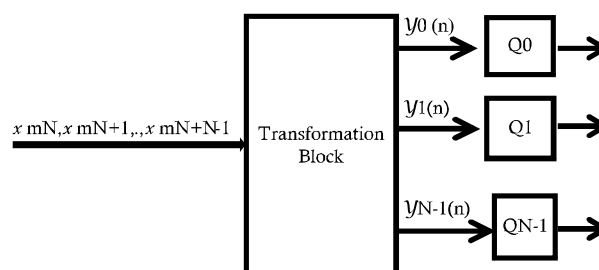 y0 (n)
Q0
x mN,x mN+1,.,x mN+N-1
y1(n)
Q1
Transformation
Block
yN-1(n)
QN-1